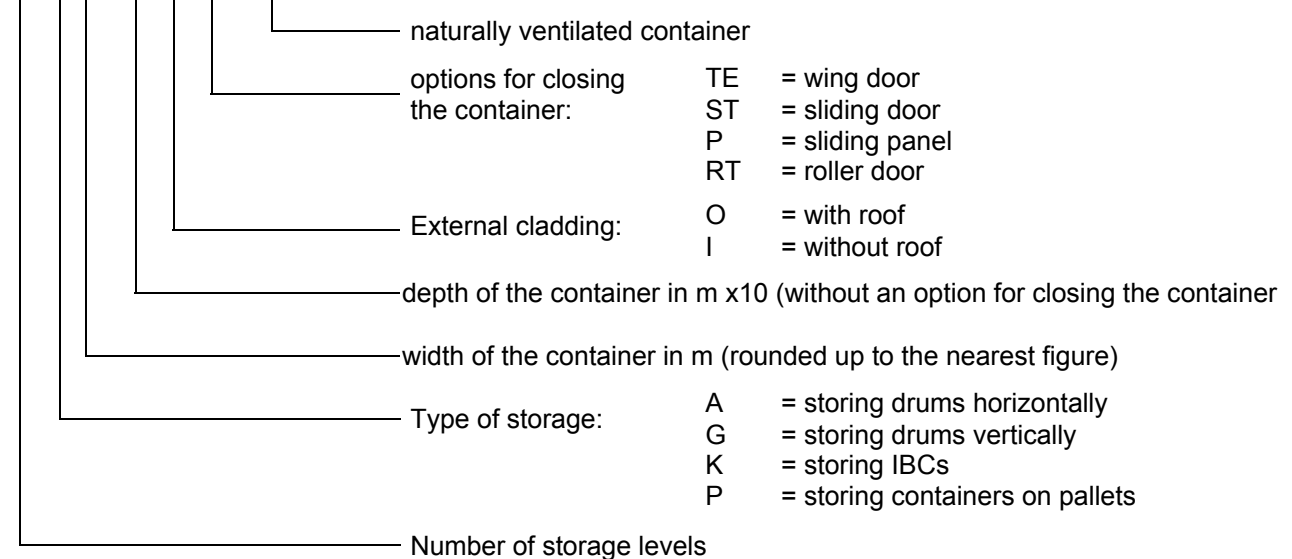 naturally ventilated container
options for closing TE = wing door
the container: ST = sliding door
P = sliding panel
RT = roller door
External cladding: O = with roof
I = without roof
depth of the container in m x10 (without an option for closing the container
width of the container in m (rounded up to the nearest figure)
Type of storage: A = storing drums horizontally
G = storing drums vertically
K = storing IBCs
P = storing containers on pallets
Number of storage levels